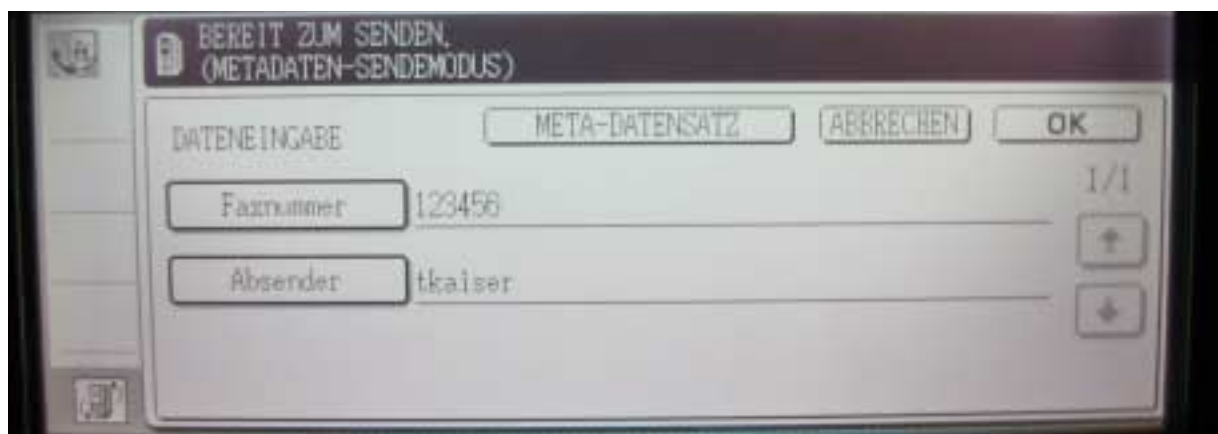 BEREIT ZUM SENDEN.
(METADATEN-SENDEMODUS)
DATENEINGABE META-DATENSATZ ABBRECHEN OK
1/1
Faxnummer 123456
Absender tkaiser